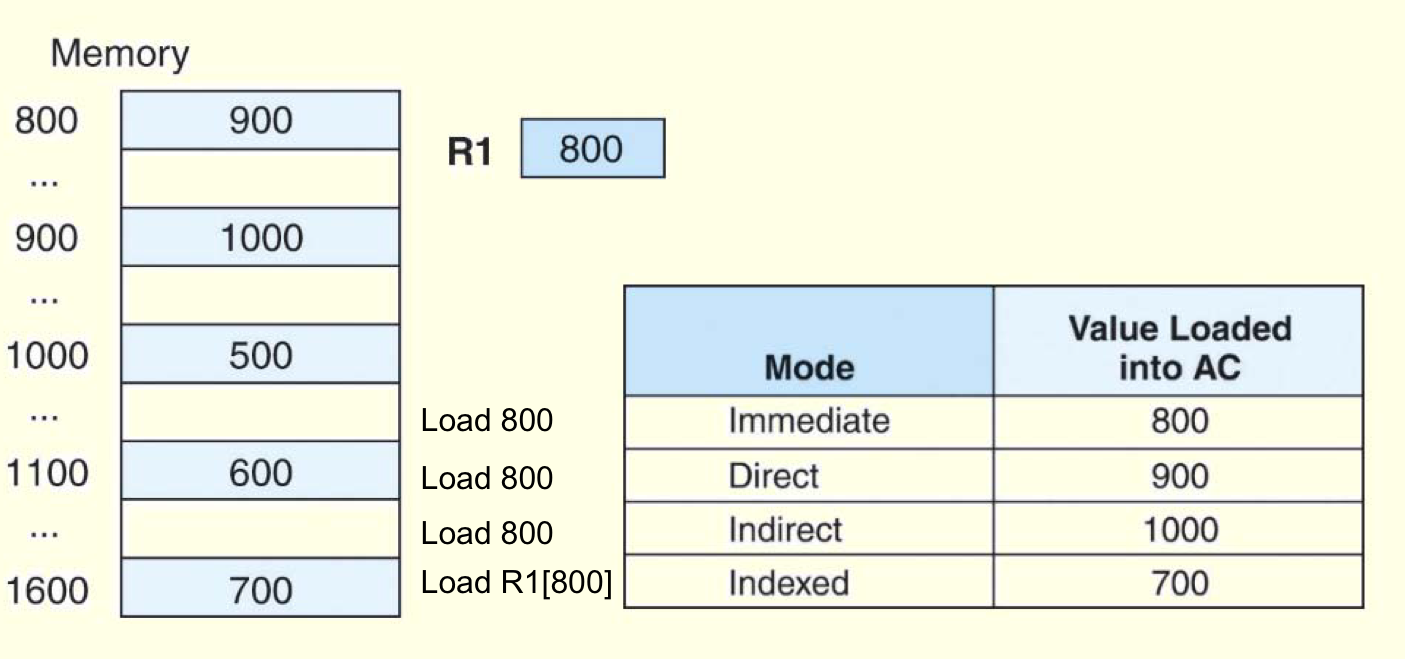 Memory
800 900
...
900 1000
...
1000 500
...
1100 600
...
1600 700
R1 800
Mode Value Loaded into AC
Load 800 Immediate 800
Load 800 Direct 900
Load 800 Indirect 1000
Load R1[800] Indexed 700